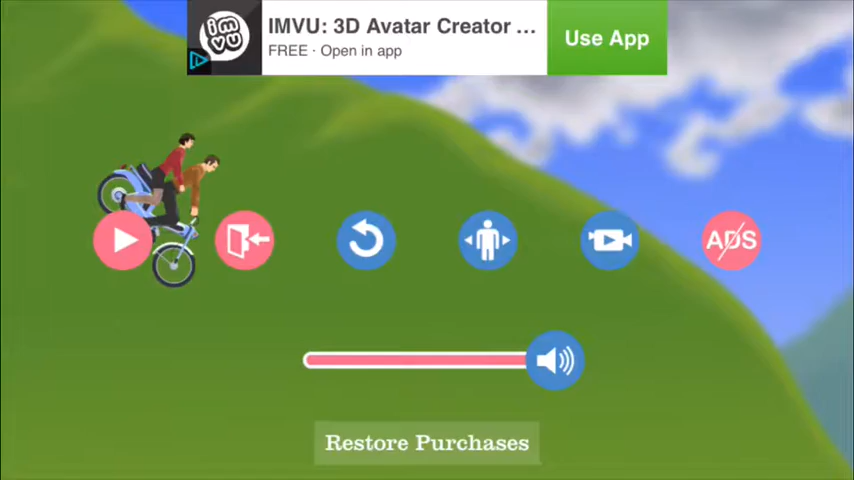 imvu
IMVU: 3D Avatar Creator ...
FREE · Open in app
Use App
ADS
Restore Purchases